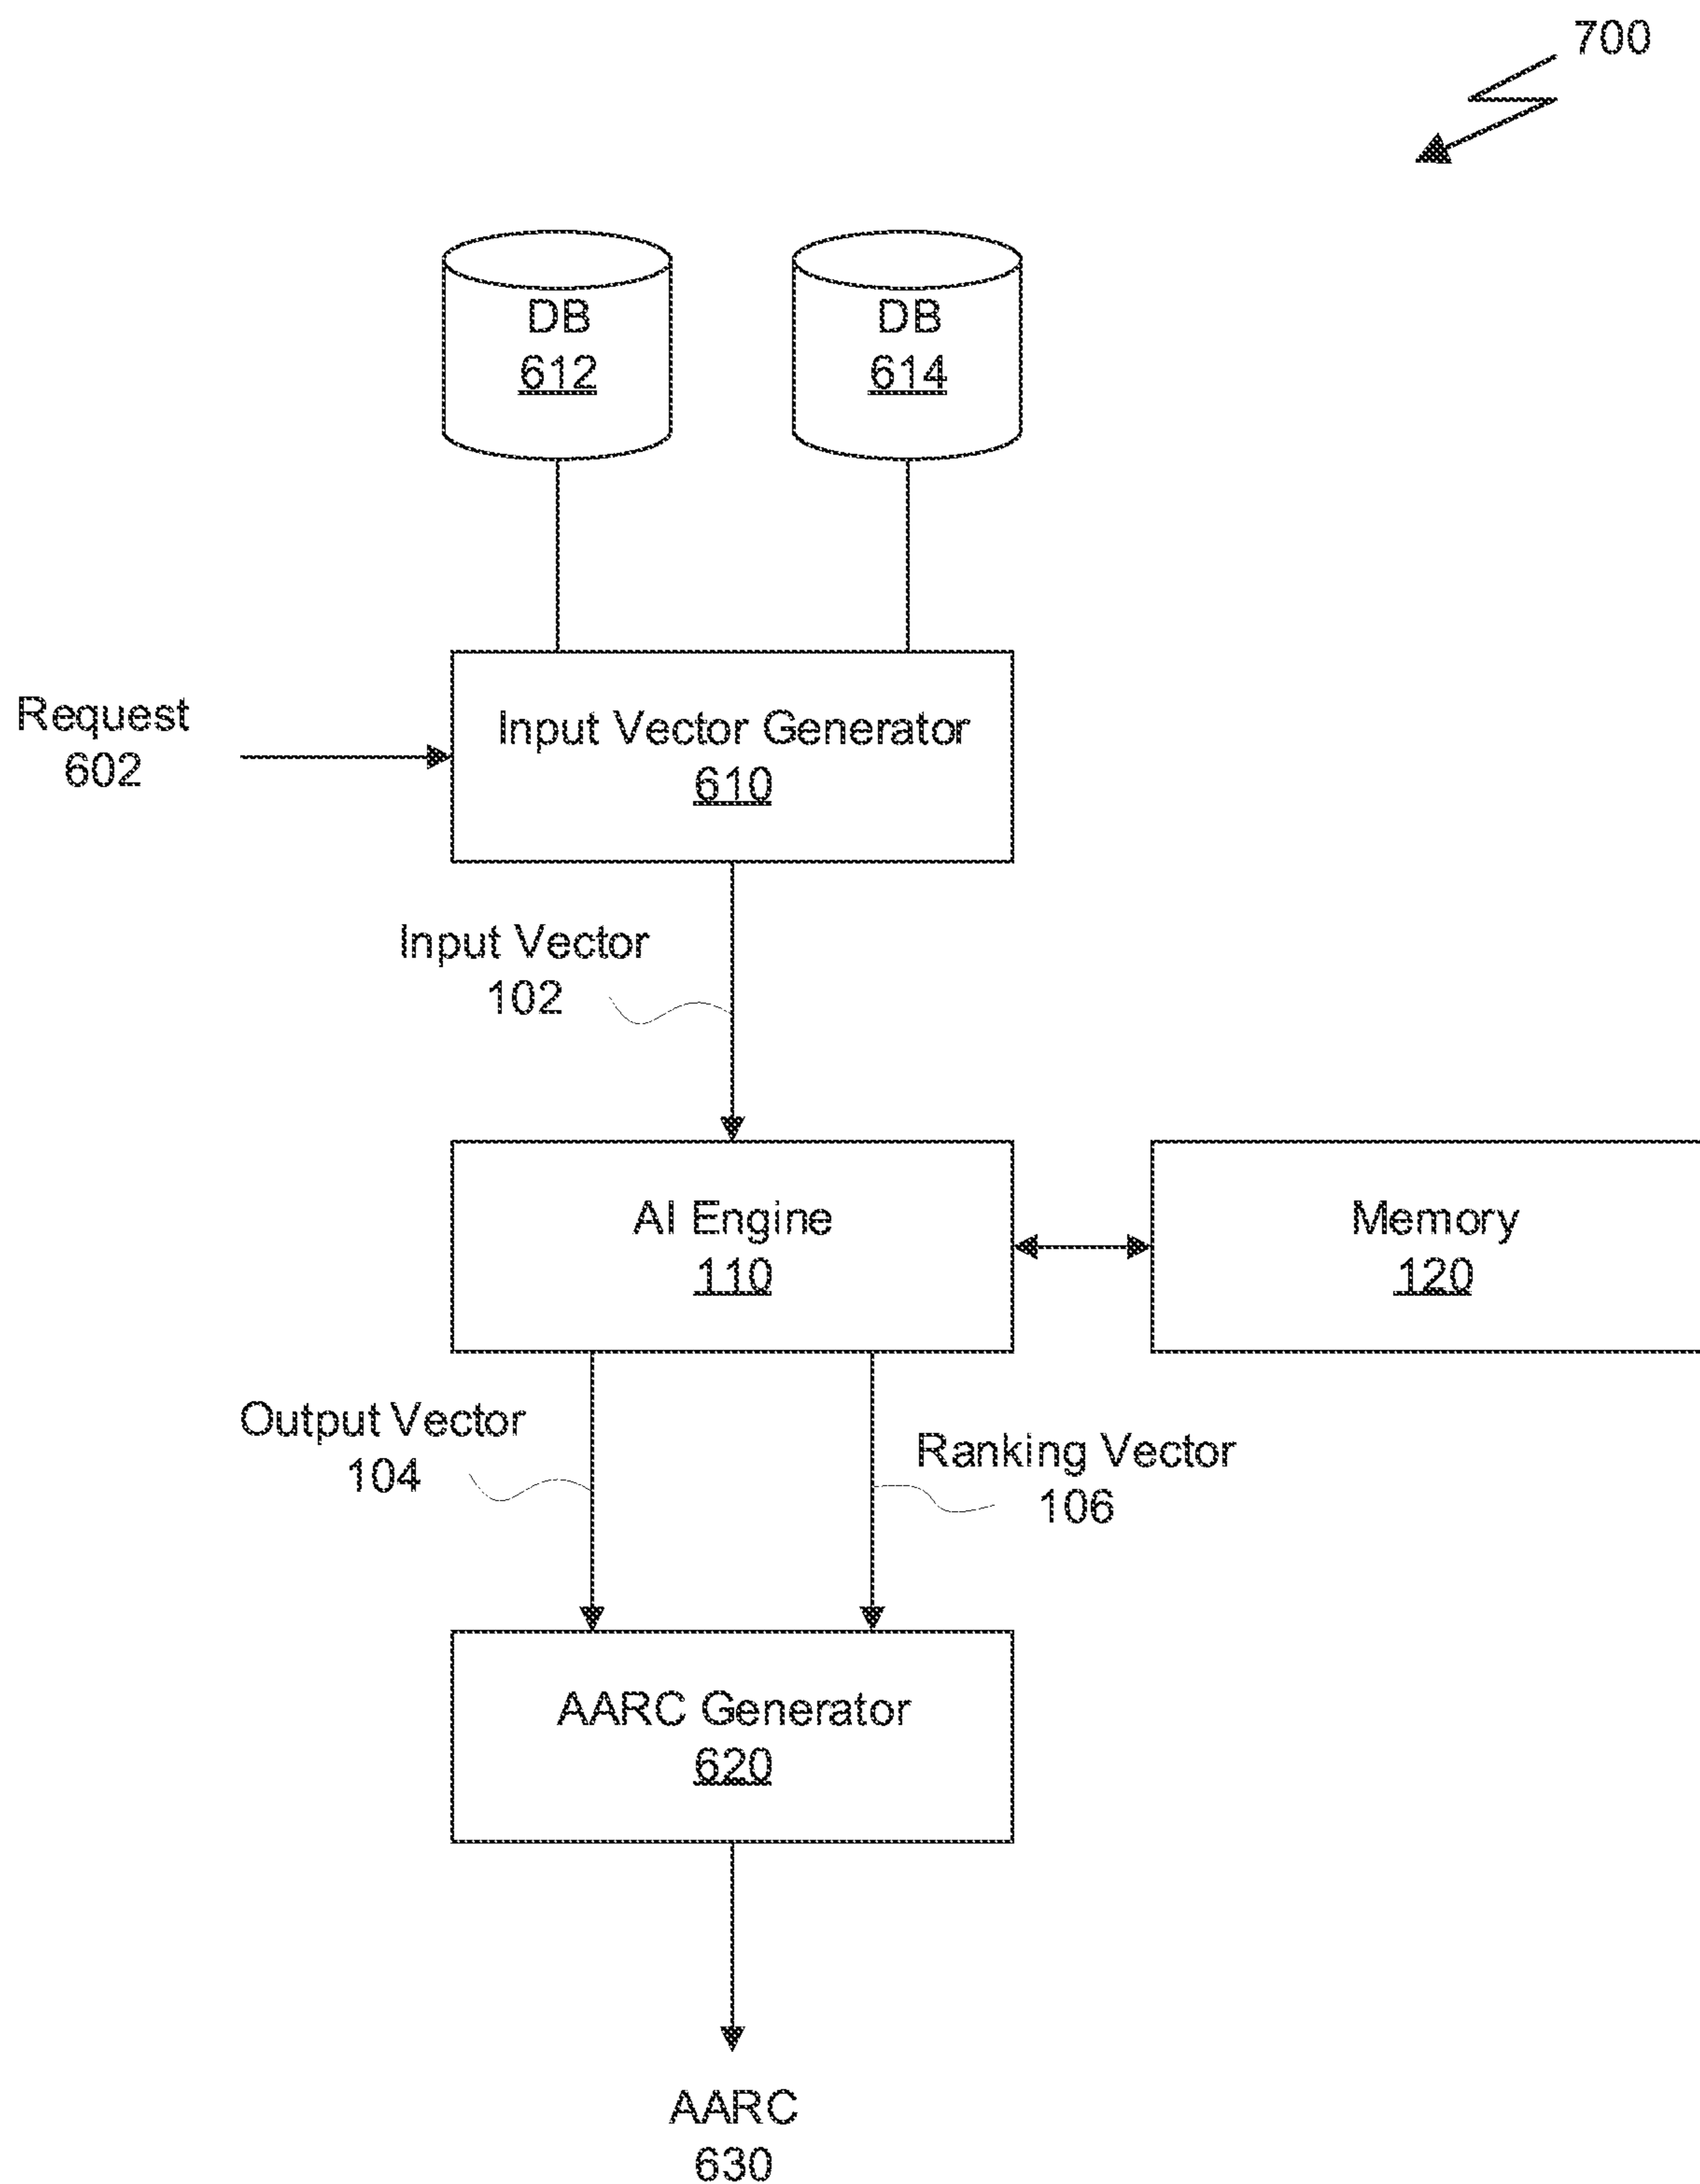 700
DB
612
DB
614
Request
602
Input Vector Generator
610
Input Vector
102
AI Engine
110
Memory
120
Output Vector
104
Ranking Vector
106
AARC Generator
620
AARC
630